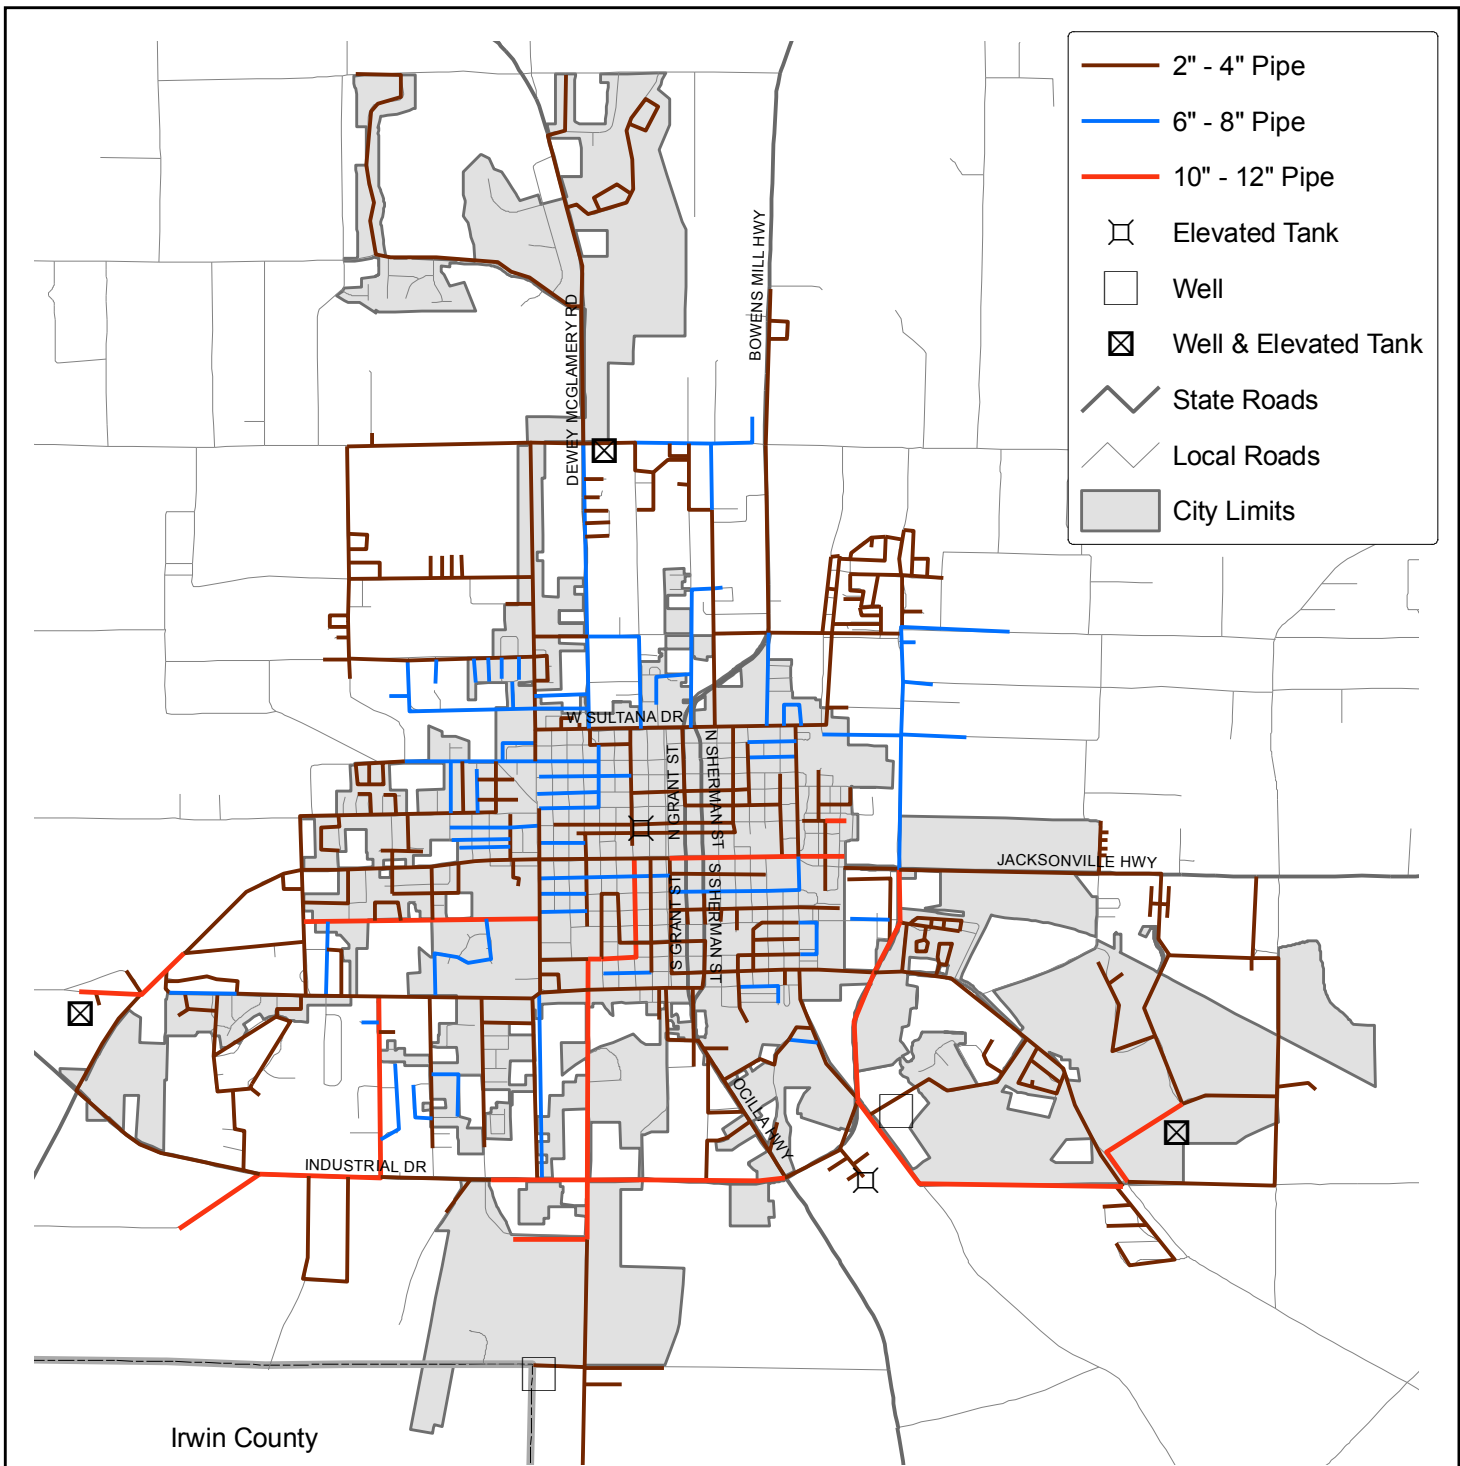 2" - 4" Pipe
6" - 8" Pipe
10" - 12" Pipe
Elevated Tank
Well
Well & Elevated Tank
State Roads
Local Roads
City Limits
BOWENS MILL HWY
DEWEY MCGLAMERY RD
W SULTANA DR
N GRANT ST
N SHERMAN ST
JACKSONVILLE HWY
S GRANT ST
S SHERMAN ST
OCILLA HWY
INDUSTRIAL DR
Irwin County